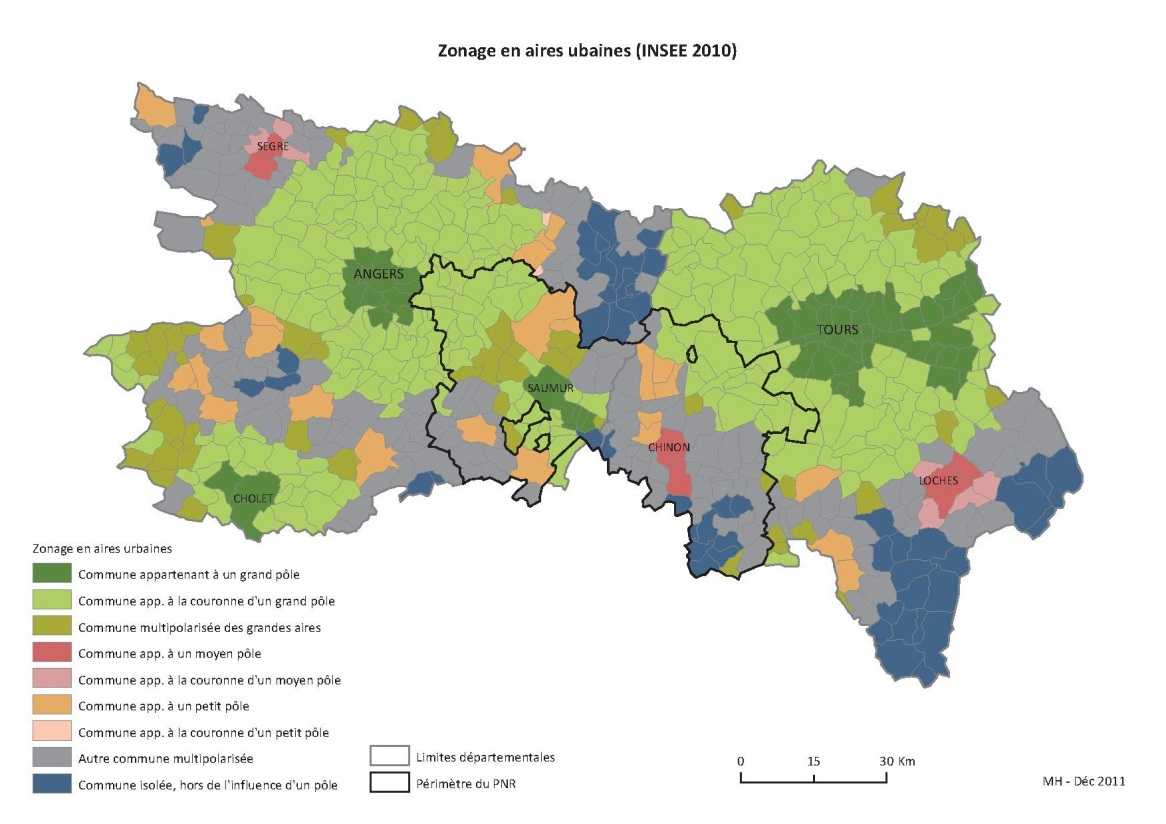 Zonage en aires ubaines (INSEE 2010)
SEGRE
ANGERS
TOURS
SAUMUR
CHINON
LOCHES
CHOLET
Zonage en aires urbaines
Commune appartenant à un grand pôle
Commune app. à la couronne d'un grand pôle
Commune multipolarisée des grandes aires
Commune app. à un moyen pôle
Commune app. à la couronne d'un moyen pôle
Commune app. à un petit pôle
Commune app. à la couronne d'un petit pôle
Autre commune multipolarisée
Commune isolée, hors de l'influence d'un pôle
Limites départementales
Périmètre du PNR
0 15 30 Km
MH - Déc 2011